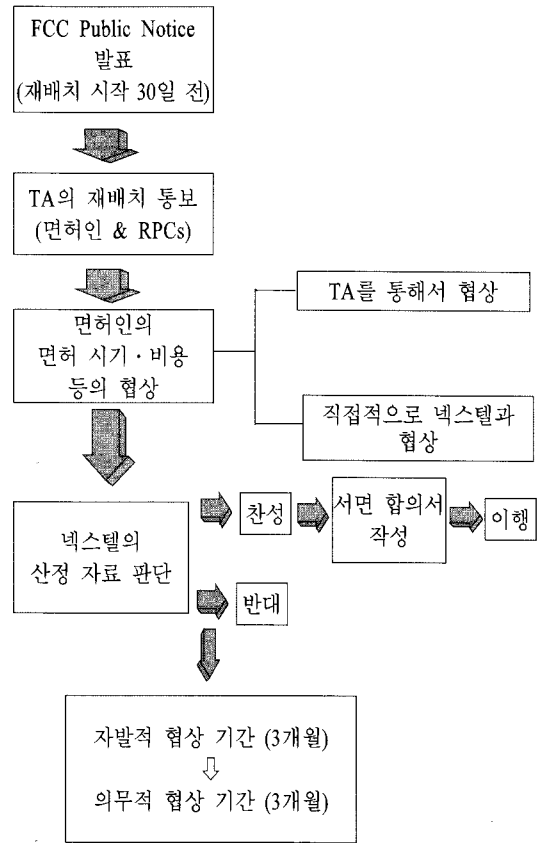 FCC Public Notice
발표
(재배치 시작 30일 전)
TA의 재배치 통보
(면허인 & RPCs)
면허인의
면허 시기·비용
등의 협상
TA를 통해서 협상
직접적으로 넥스텔과
협상
넥스텔의
산정 자료 판단
찬성
서면 합의서
작성
이행
반대
자발적 협상 기간 (3개월)
의무적 협상 기간 (3개월)